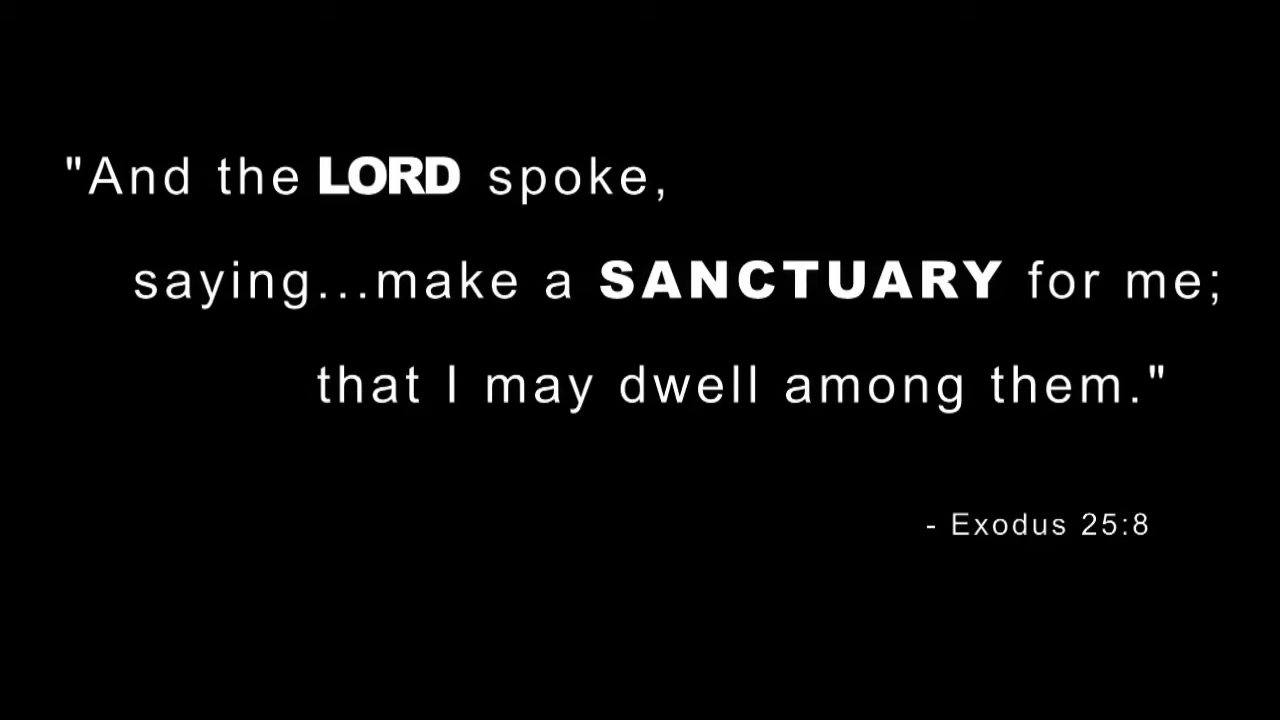 "And the LORD spoke,
saying...make a SANCTUARY for me;
that I may dwell among them."
- Exodus 25:8